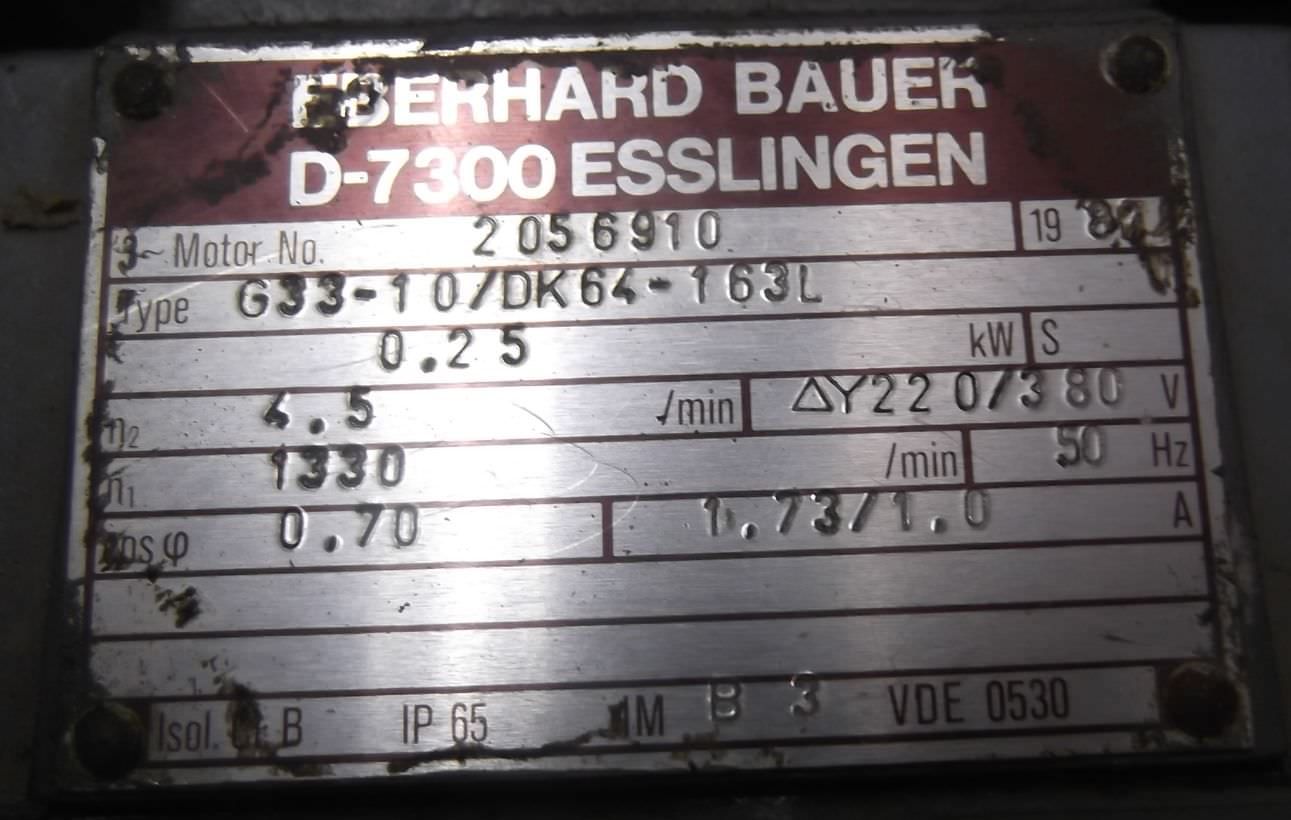 EBERHARD BAUER
D-7300 ESSLINGEN
3~ Motor No. 2056910 19
Type G33-10/DK64-163L
0.25 kW S
n₂ 4.5 /min △Y220/380 V
n₁ 1330 /min 50 Hz
cos φ 0.70 1.73/1.0 A
Isol. B IP 65 IM B 3 VDE 0530